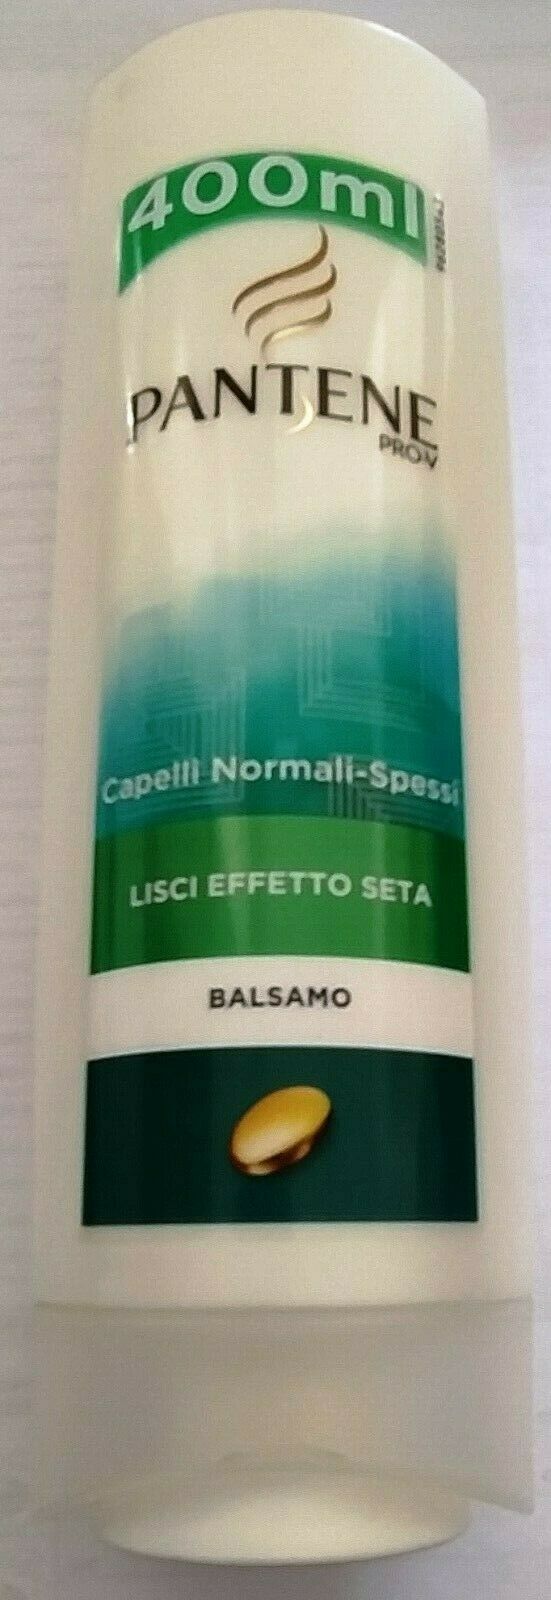 400ml
PANTENE
PRO-V
Capelli Normali-Spessi
LISCI EFFETTO SETA
BALSAMO